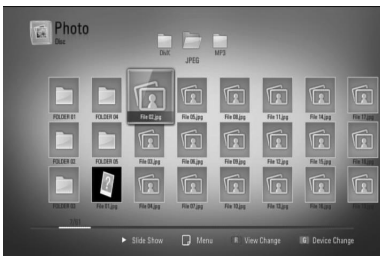 Photo
Disc
DivX
JPEG
MP3
FOLDER 01 FOLDER 04 File 02.jpg File 05.jpg File 08.jpg File 11.jpg File 14.jpg File 17.jpg
FOLDER 02 FOLDER 05 File 03.jpg File 06.jpg File 09.jpg File 12.jpg File 15.jpg
FOLDER 03 File 01.jpg File 04.jpg File 07.jpg File 10.jpg File 13.jpg File 16.jpg
Slide Show Menu R View Change G Device Change